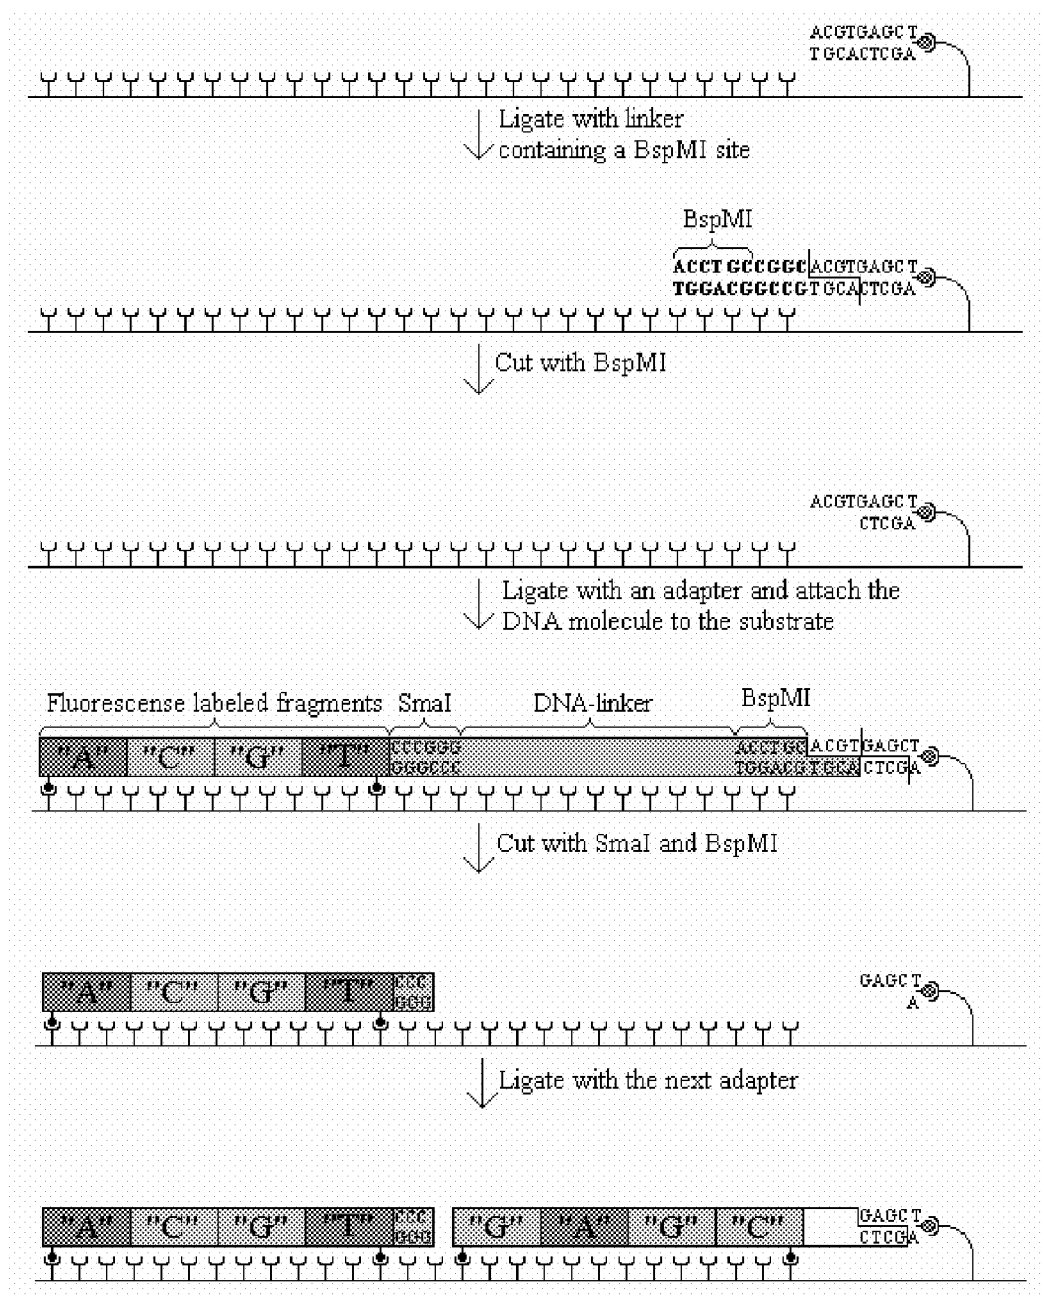 ACGTGAGCT
TGCACTCGA
Ligate with linker
containing a BspMI site
BspMI
ACCTGCCGGCACGTGAGCT
TGGACGGCCGTGCACTCGA
Cut with BspMI
ACGTGAGCT
CTCGA
Ligate with an adapter and attach the
DNA molecule to the substrate
Fluorescense labeled fragments SmaI DNA-linker BspMI
"A" "C" "G" "T" CCCGGG ACCTGC ACGTGAGCT
GGGCCC TGGACGTGCACTCGA
Cut with SmaI and BspMI
"A" "C" "G" "T" CCC GAGCT
GGG A
Ligate with the next adapter
"A" "C" "G" "T" CCC "G" "A" "G" "C" GAGCT
GGG CTCGA